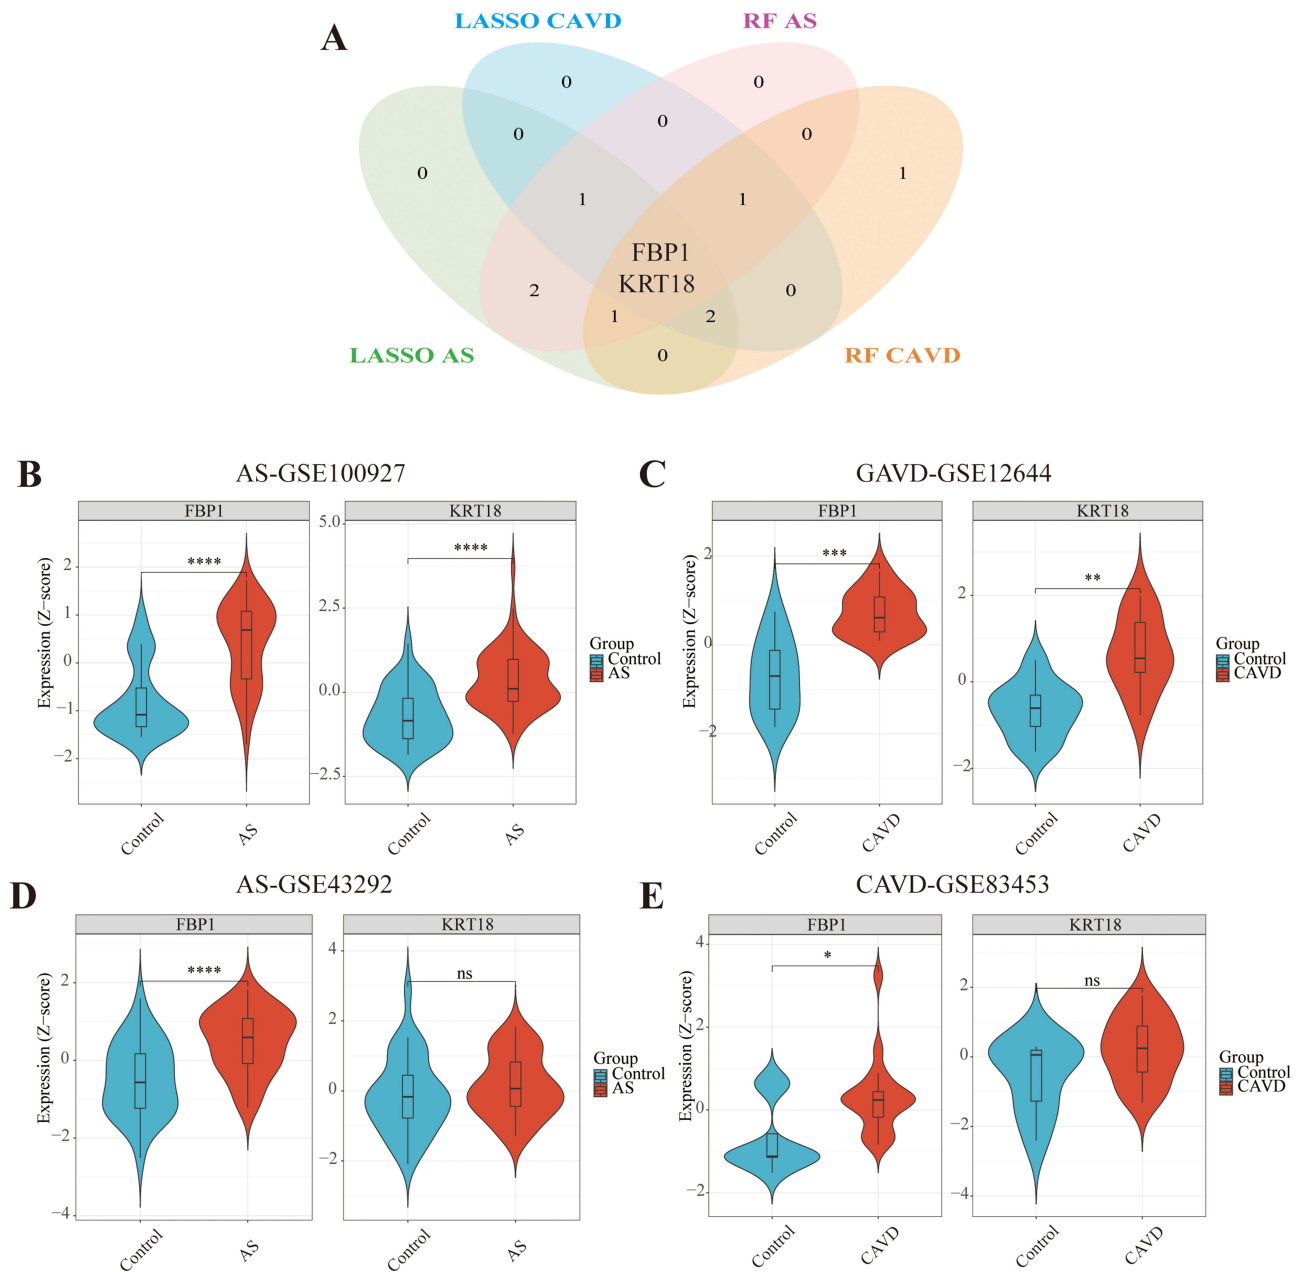 A
LASSO CAVD
RF AS
0
0
0
0
0
0
1
1
1
FBP1
KRT18
2
0
1
2
0
LASSO AS
RF CAVD
B
AS-GSE100927
FBP1
KRT18
Expression (Z-score)
2
1
0
−1
−2
****
Control
AS
5.0
2.5
0.0
−2.5
****
Control
AS
Group
Control
AS
C
GAVD-GSE12644
FBP1
KRT18
Expression (Z-score)
2
0
−2
***
Control
CAVD
2
0
−2
**
Control
CAVD
Group
Control
CAVD
D
AS-GSE43292
FBP1
KRT18
Expression (Z-score)
2
0
−2
−4
****
Control
AS
4
2
0
−2
ns
Control
AS
Group
Control
AS
E
CAVD-GSE83453
FBP1
KRT18
Expression (Z-score)
4
2
0
−2
*
Control
CAVD
2
0
−2
−4
ns
Control
CAVD
Group
Control
CAVD